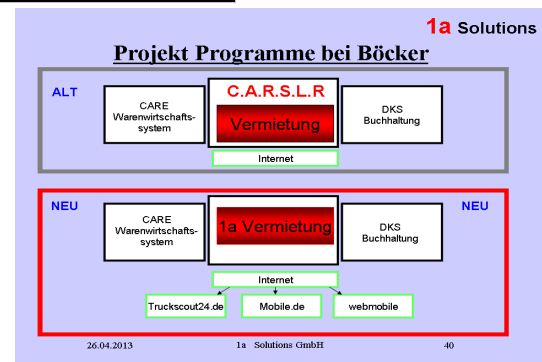 1a Solutions
Projekt Programme bei Böcker
ALT
CARE
Warenwirtschafts-
system
C.A.R.S.L.R
Vermietung
DKS
Buchhaltung
Internet
NEU
NEU
CARE
Warenwirtschafts-
system
1a Vermietung
DKS
Buchhaltung
Internet
Truckscout24.de
Mobile.de
webmobile
26.04.2013
1a Solutions GmbH
40